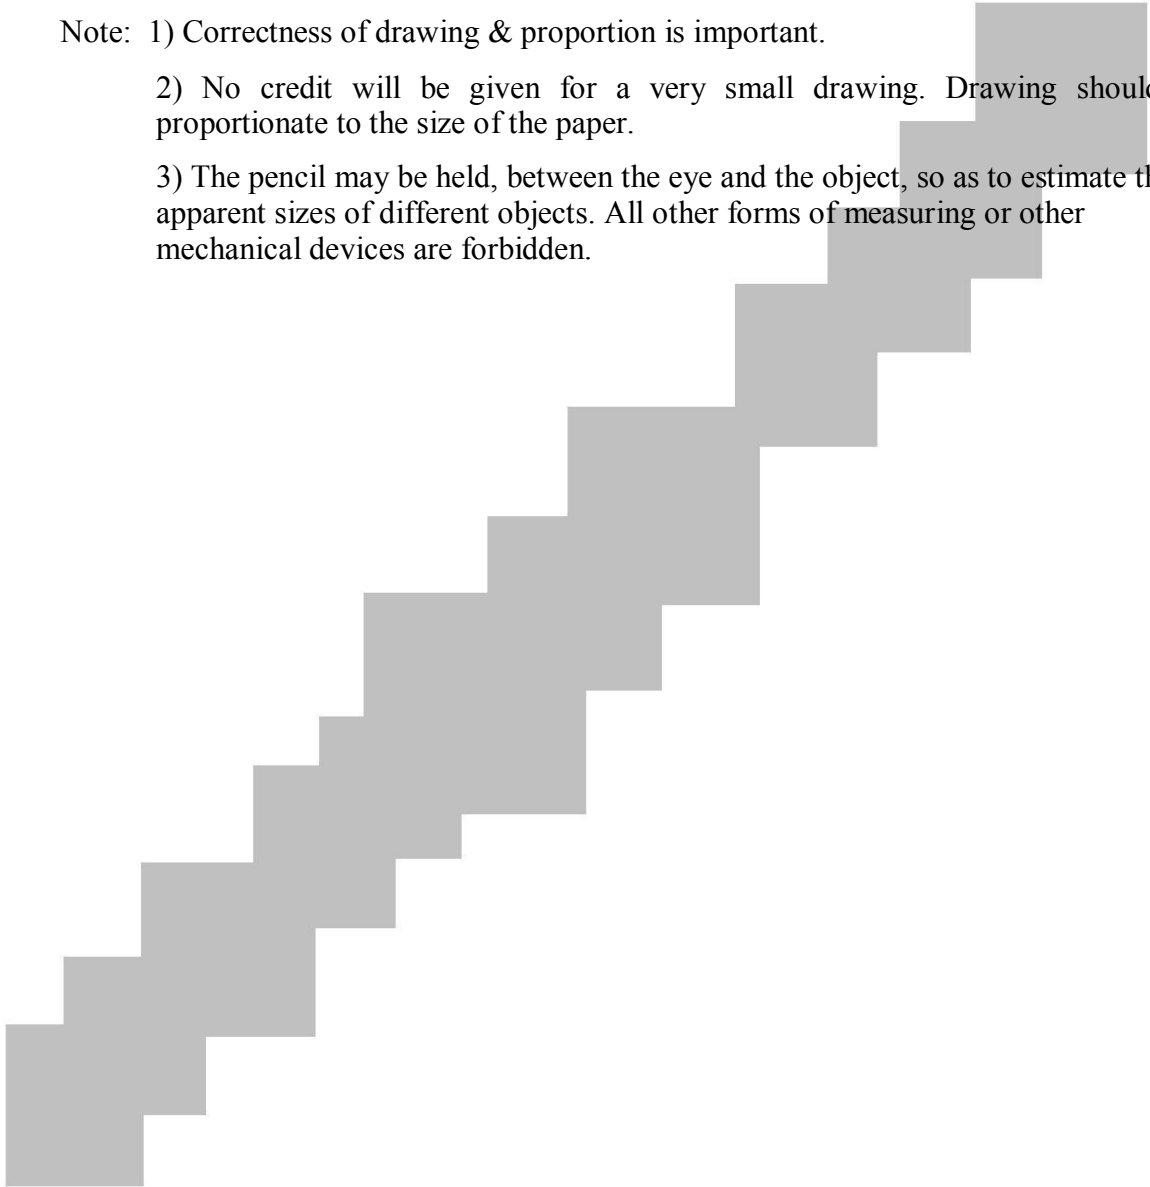 Note: 1) Correctness of drawing & proportion is important.
2) No credit will be given for a very small drawing. Drawing should
proportionate to the size of the paper.
3) The pencil may be held, between the eye and the object, so as to estimate th
apparent sizes of different objects. All other forms of measuring or other
mechanical devices are forbidden.